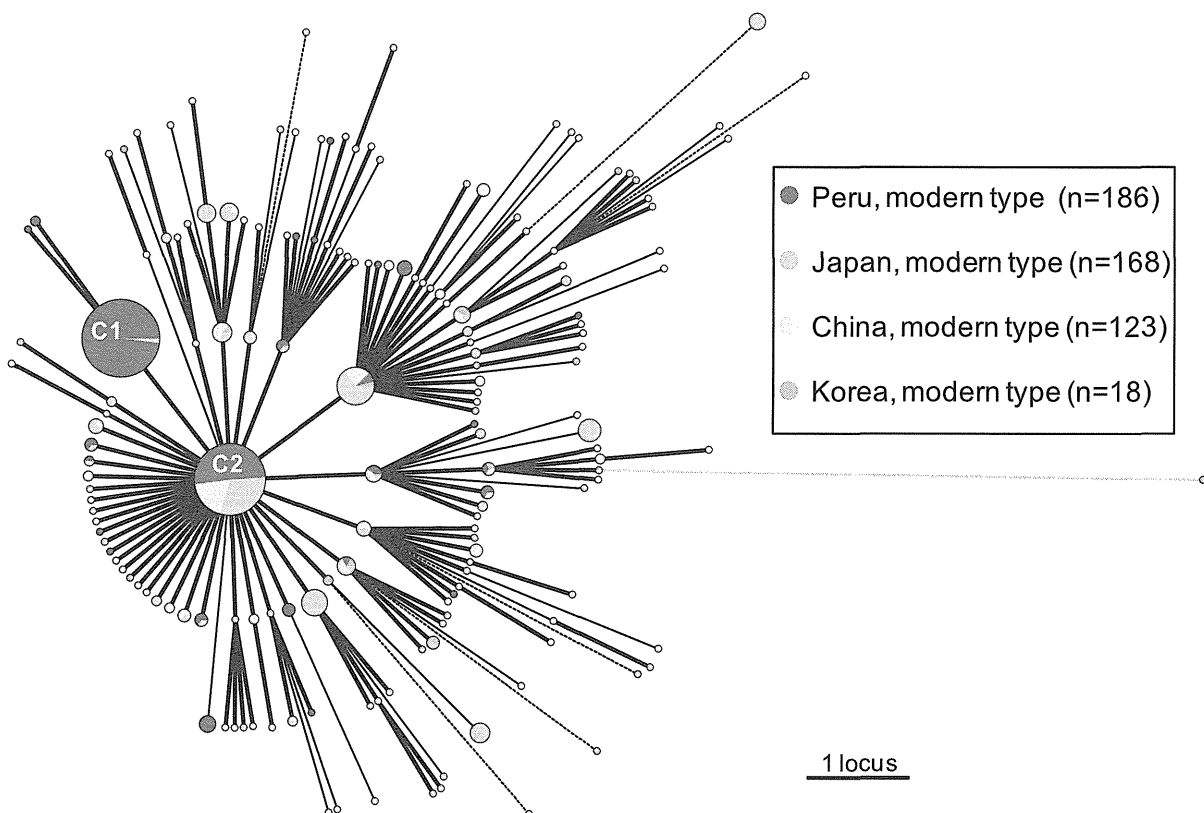 C1
C2
Peru, modern type (n=186)
Japan, modern type (n=168)
China, modern type (n=123)
Korea, modern type (n=18)
1 locus